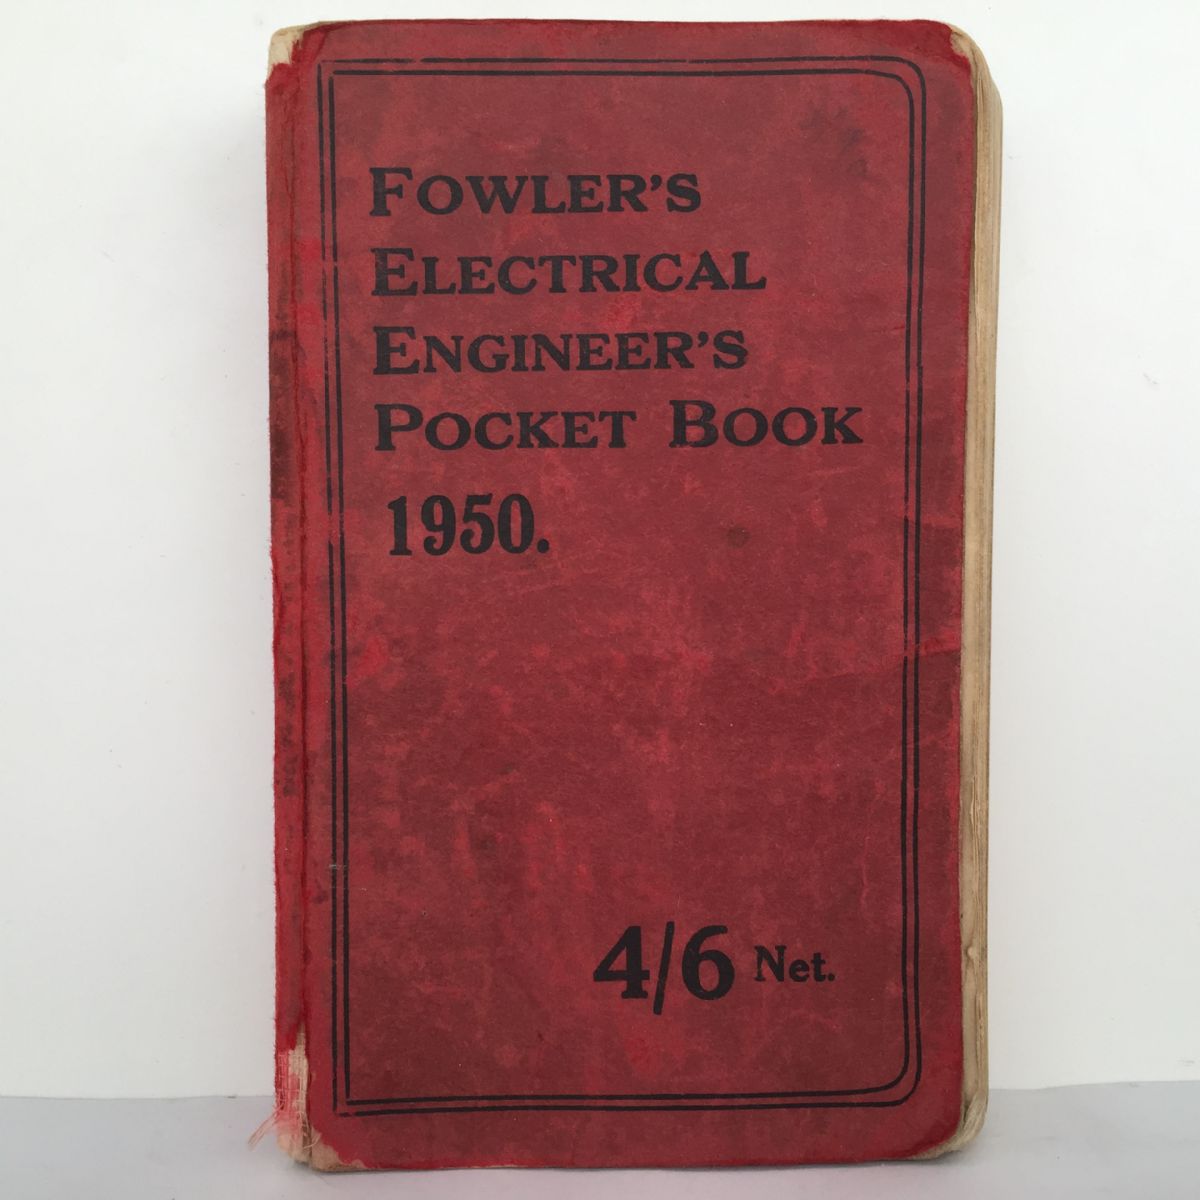 FOWLER'S
ELECTRICAL
ENGINEER'S
POCKET BOOK
1950.
4/6 Net.